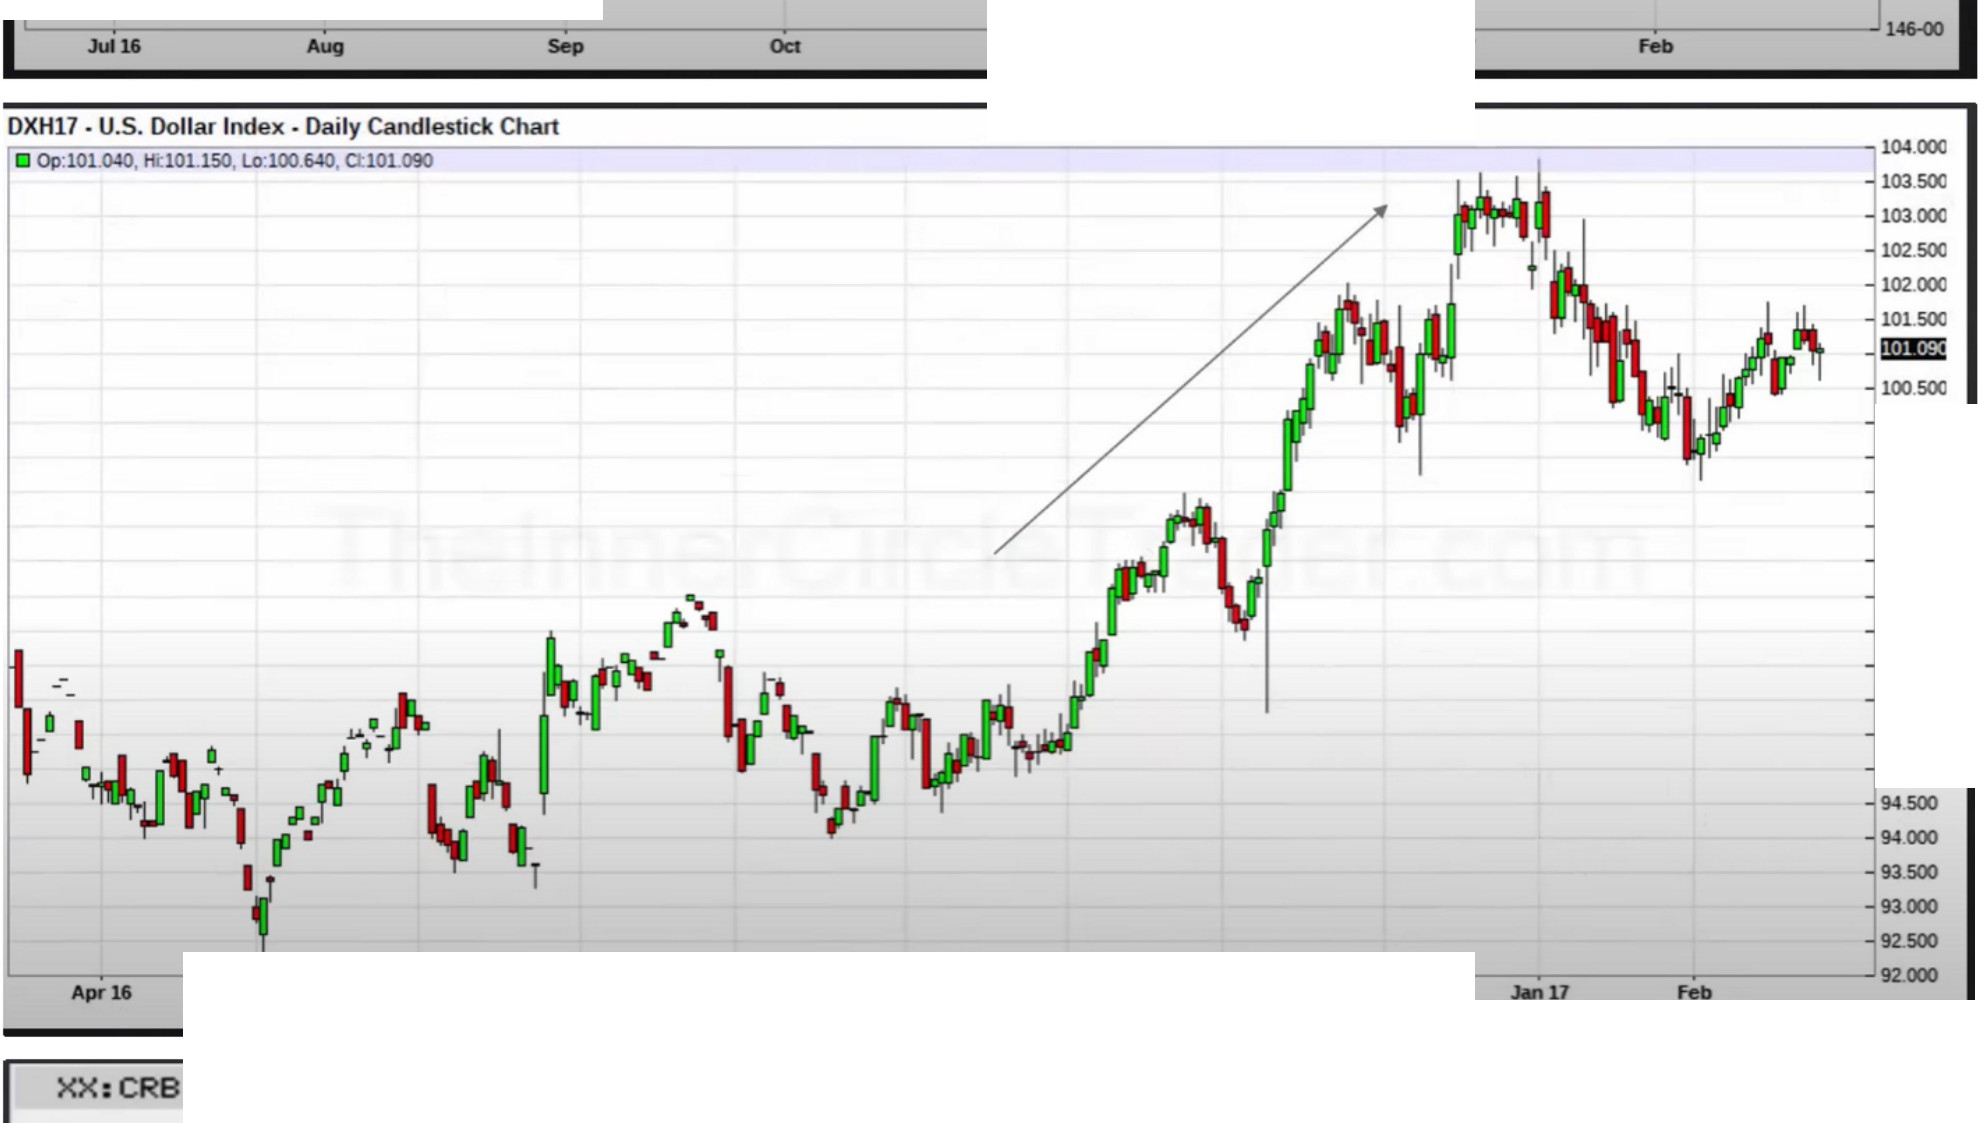 146-00
Jul 16 Aug Sep Oct Feb
DXH17 - U.S. Dollar Index - Daily Candlestick Chart
Op:101.040, Hi:101.150, Lo:100.640, Cl:101.090
104.000
103.500
103.000
102.500
102.000
101.500
101.090
100.500
TheInnerCircleTrader.com
94.500
94.000
93.500
93.000
92.500
92.000
Apr 16 Jan 17 Feb
XX:CRB